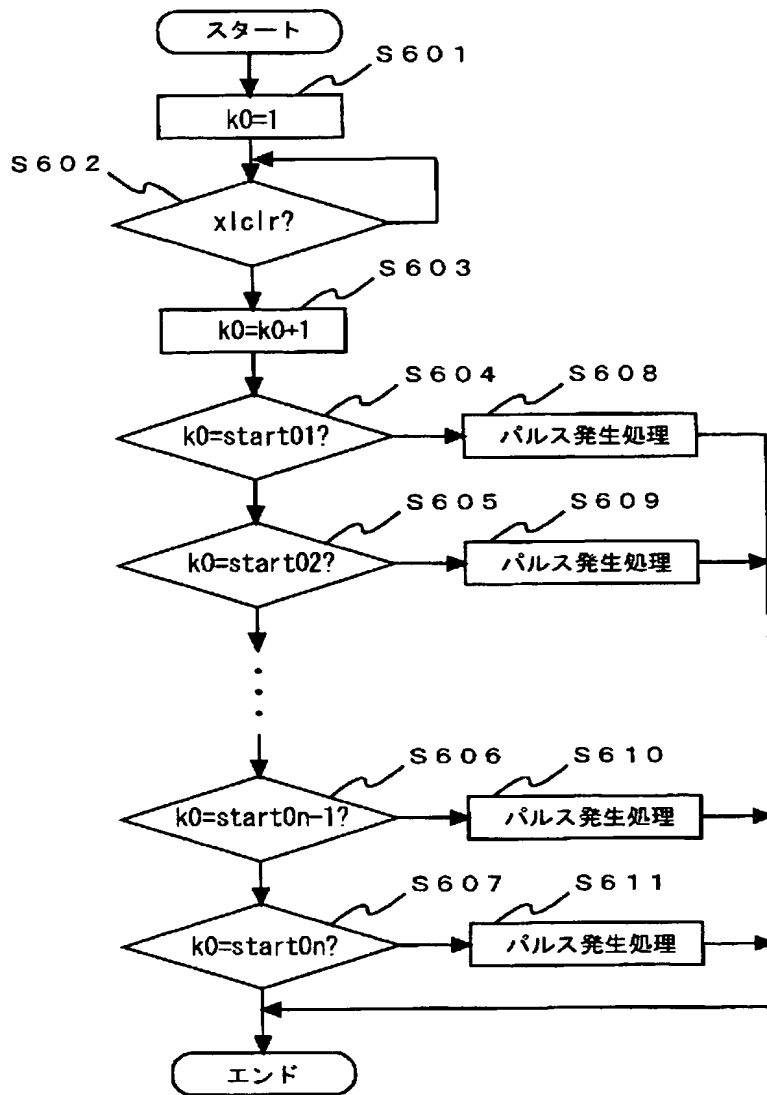 スタート
S601
k0=1
S602
xlclr?
S603
k0=k0+1
S604
S608
k0=start01?
パルス発生処理
S605
S609
k0=start02?
パルス発生処理
S606
S610
k0=start0n-1?
パルス発生処理
S607
S611
k0=start0n?
パルス発生処理
エンド